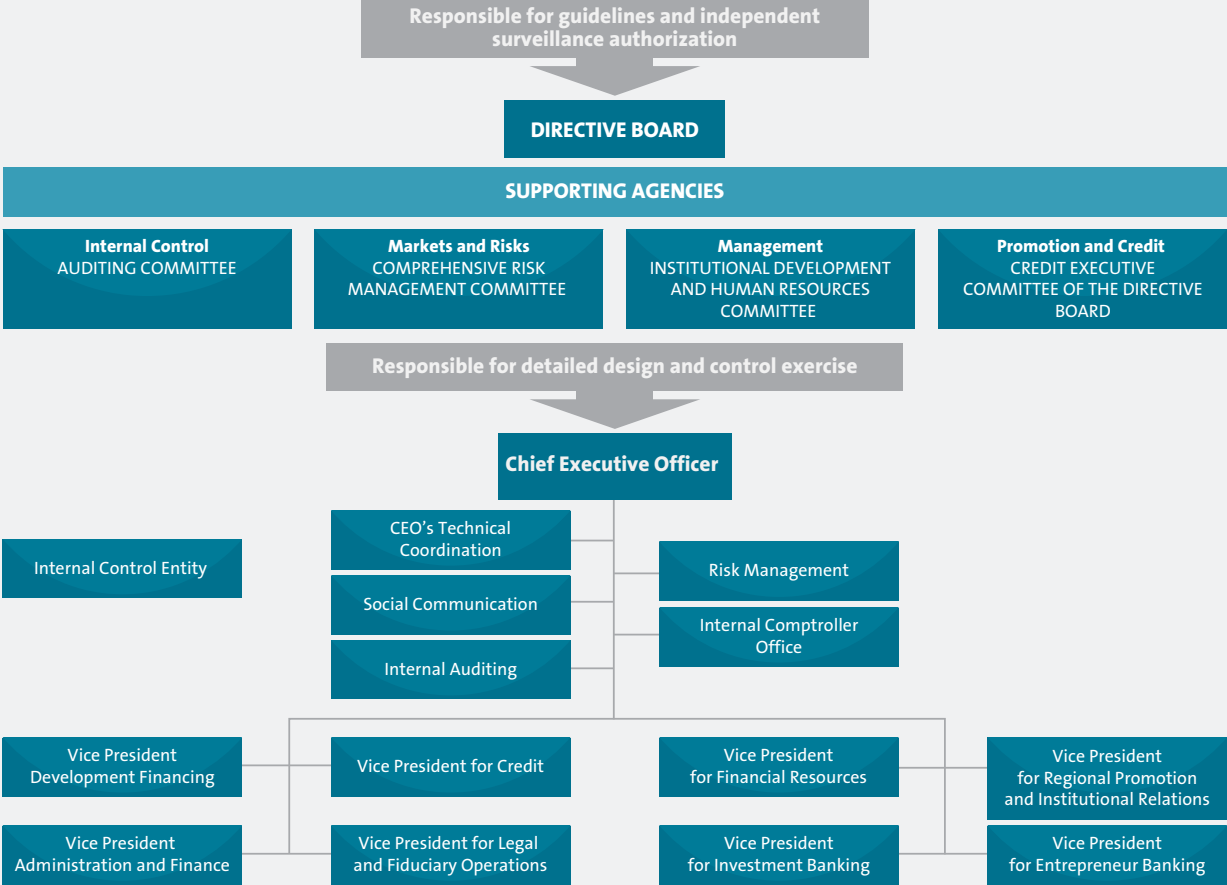 Responsible for guidelines and independent
surveillance authorization
DIRECTIVE BOARD
SUPPORTING AGENCIES
Internal Control
AUDITING COMMITTEE
Markets and Risks
COMPREHENSIVE RISK
MANAGEMENT COMMITTEE
Management
INSTITUTIONAL DEVELOPMENT
AND HUMAN RESOURCES
COMMITTEE
Promotion and Credit
CREDIT EXECUTIVE
COMMITTEE OF THE DIRECTIVE
BOARD
Responsible for detailed design and control exercise
Chief Executive Officer
Internal Control Entity
CEO's Technical
Coordination
Social Communication
Internal Auditing
Risk Management
Internal Comptroller
Office
Vice President
Development Financing
Vice President for Credit
Vice President
for Financial Resources
Vice President
for Regional Promotion
and Institutional Relations
Vice President
Administration and Finance
Vice President for Legal
and Fiduciary Operations
Vice President
for Investment Banking
Vice President
for Entrepreneur Banking